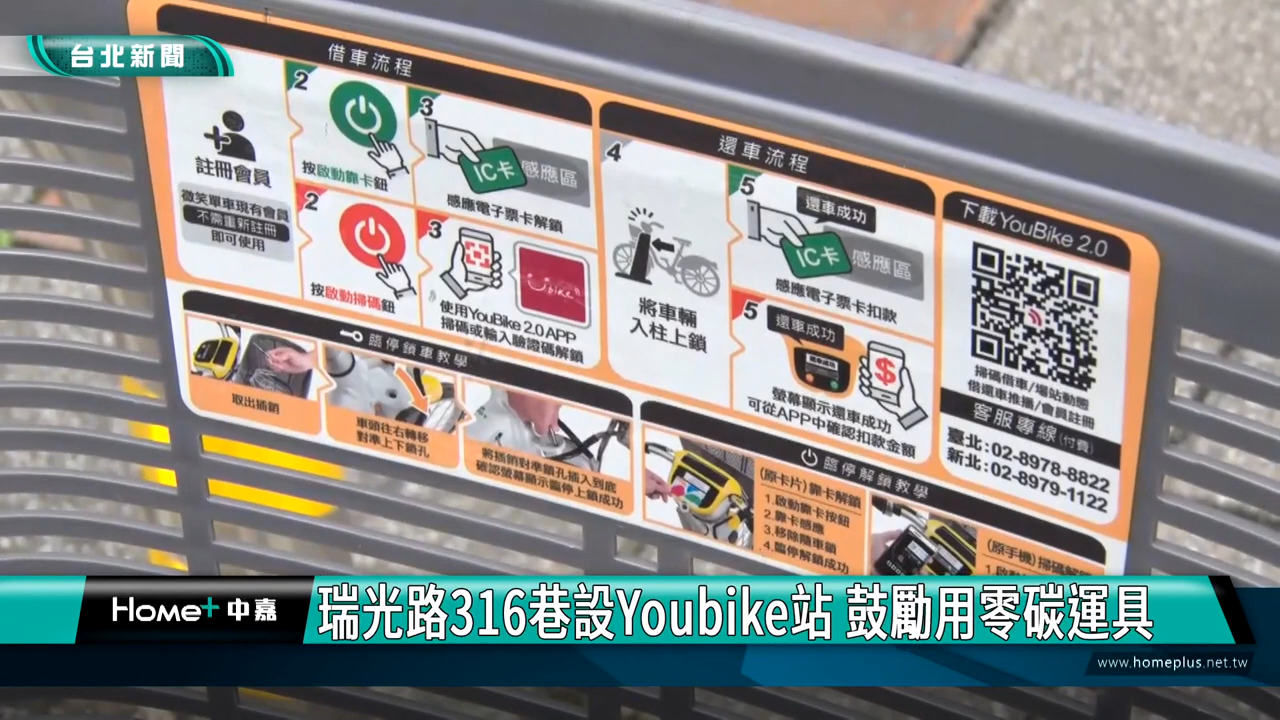 台北新聞
借車流程
註冊會員
微笑單車現有會員
不需重新註冊
即可使用
2
按啟動靠卡鈕
3
IC卡
感應區
感應電子票卡解鎖
2
按啟動掃碼鈕
3
Ubike
使用YouBike 2.0 APP
掃碼或輸入驗證碼解鎖
還車流程
4
將車輛
入柱上鎖
5
還車成功
IC卡
感應區
感應電子票卡扣款
5
還車成功
$
螢幕顯示還車成功
可從APP中確認扣款金額
下載YouBike 2.0
掃碼借車/場站動態
借還車推播/會員註冊
客服專線(付費)
臺北:02-8978-8822
新北:02-8979-1122
臨停鎖車教學
取出插銷
車頭往右轉移
對準上下鎖孔
將插銷對準鎖孔插入到底
確認螢幕顯示臨停上鎖成功
臨停解鎖教學
(原卡片)靠卡解鎖
1.啟動靠卡按鈕
2.靠卡感應
3.移除隨車鎖
4.臨停解鎖成功
(原手機)掃碼解鎖
Home+中嘉
瑞光路316巷設Youbike站 鼓勵用零碳運具
www.homeplus.net.tw